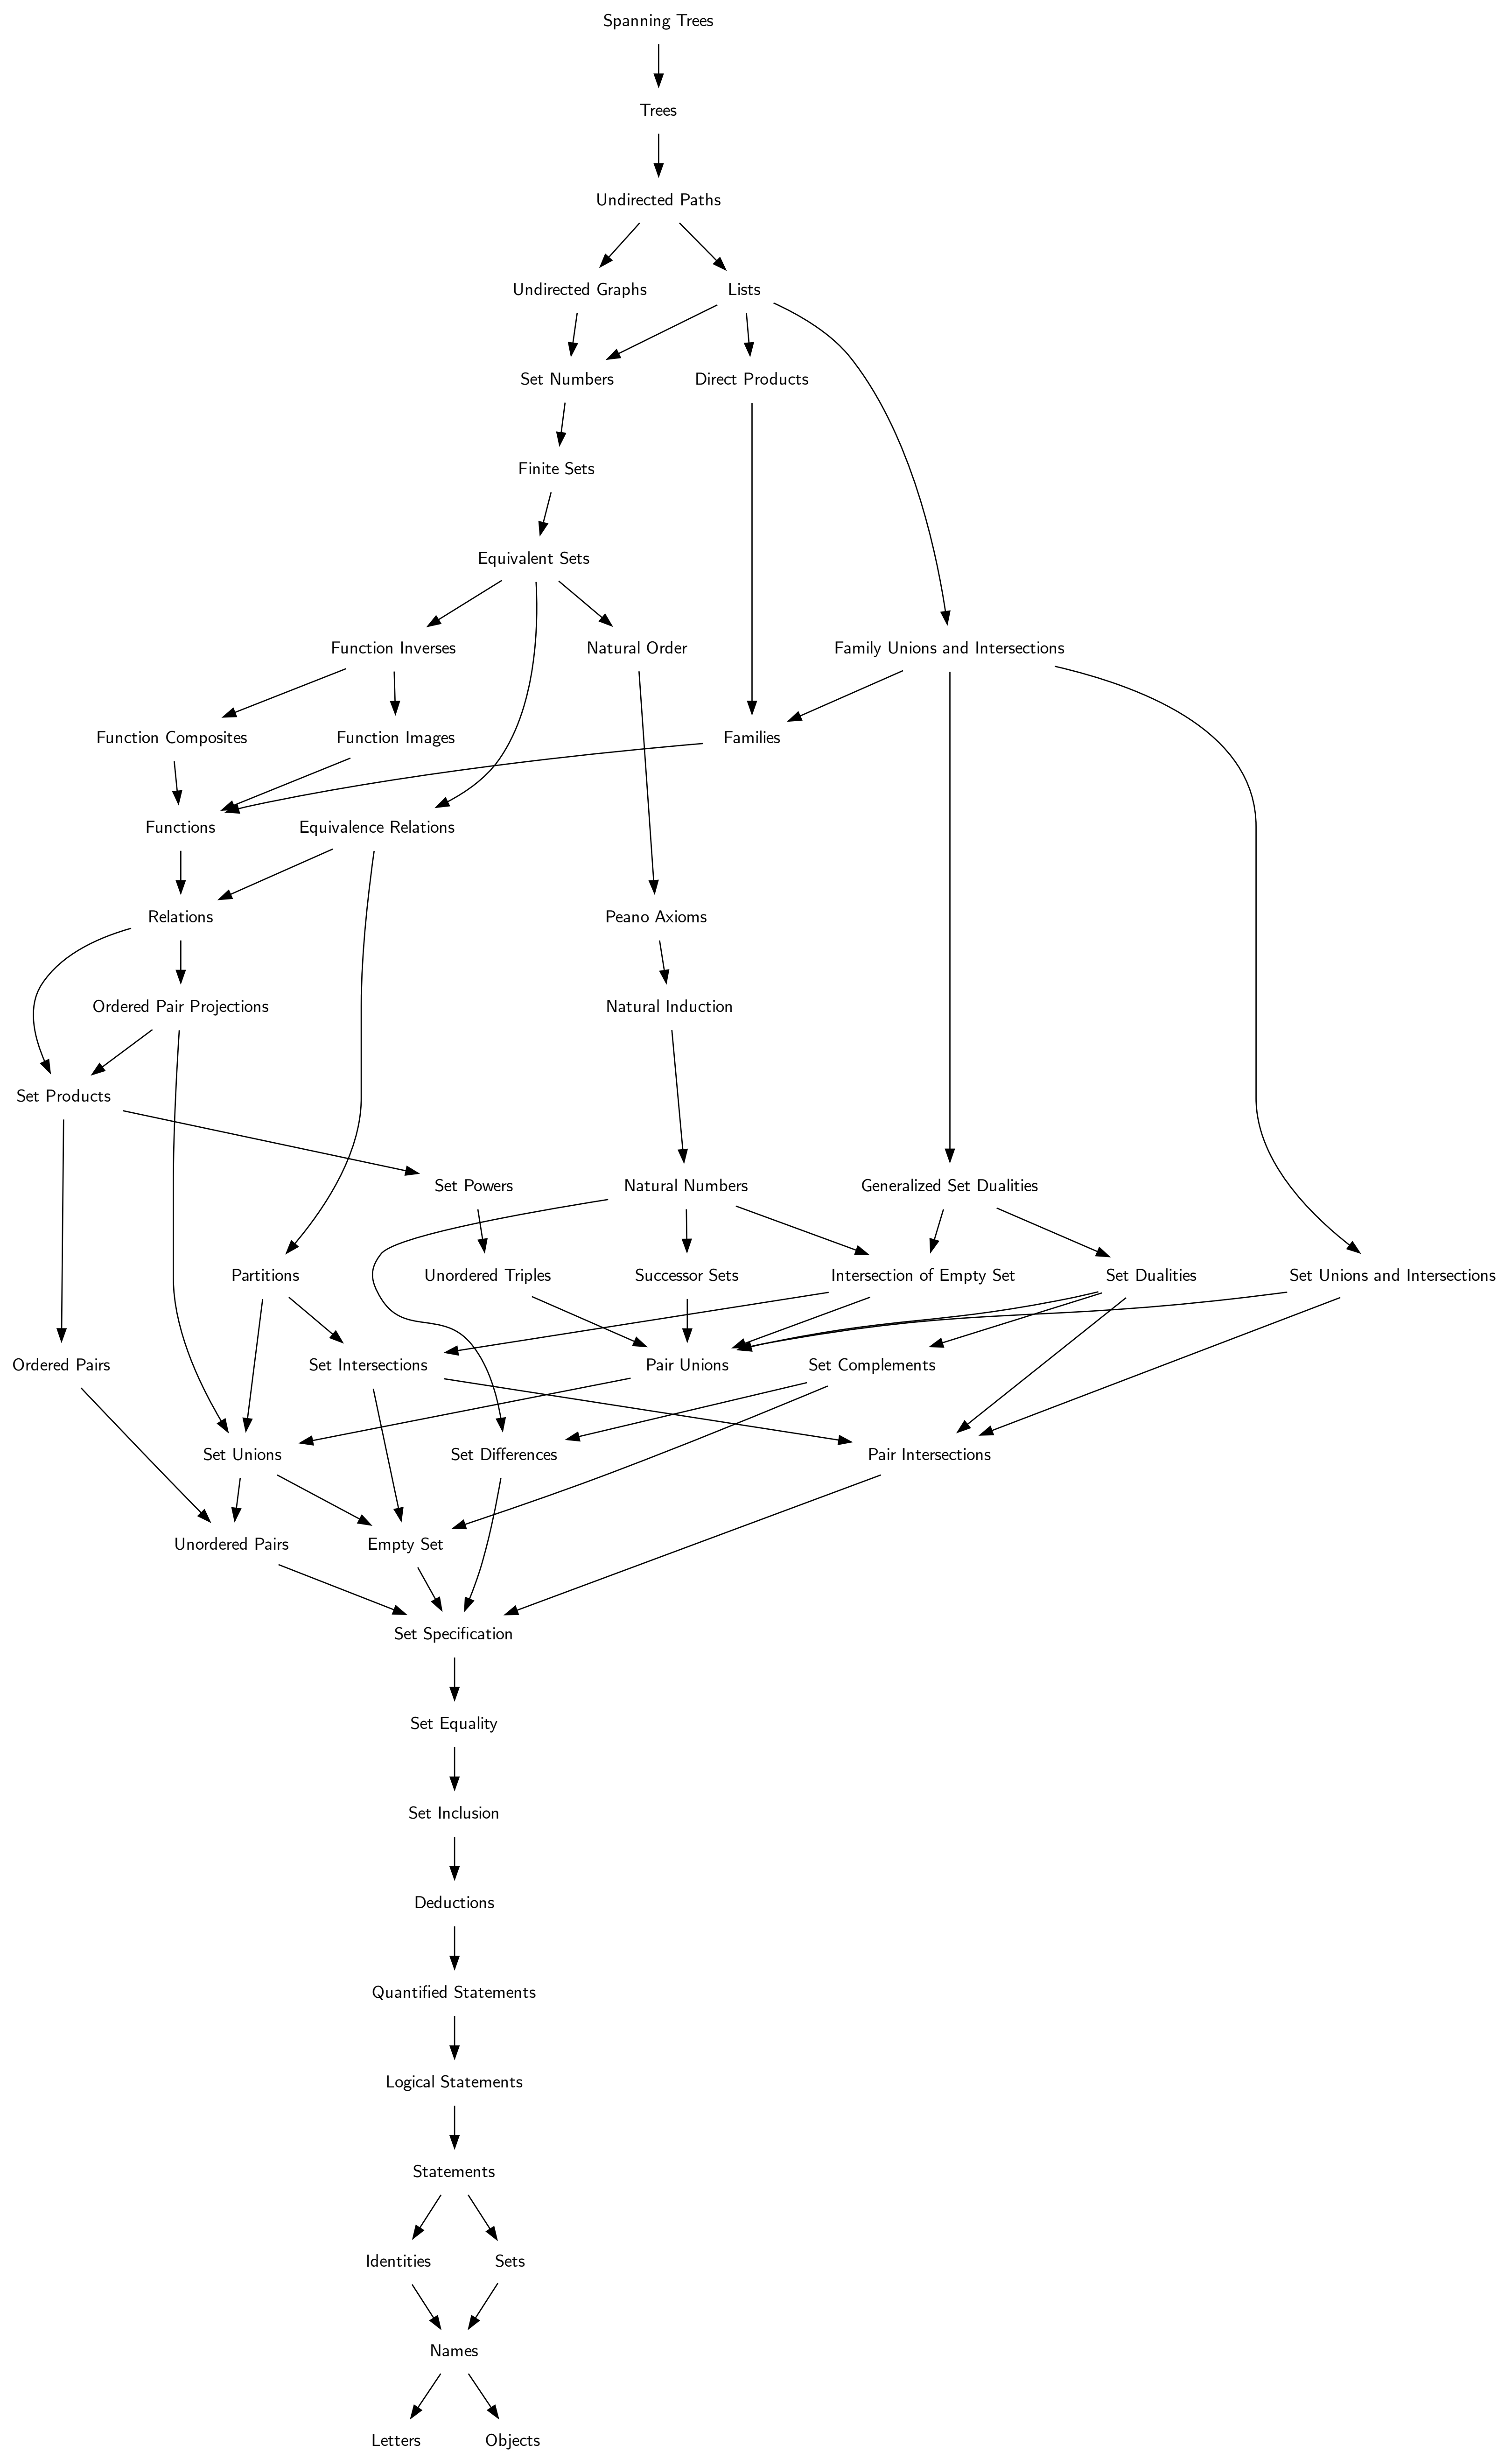 Spanning Trees
Trees
Undirected Paths
Undirected Graphs
Lists
Set Numbers
Direct Products
Finite Sets
Equivalent Sets
Function Inverses
Natural Order
Family Unions and Intersections
Function Composites
Function Images
Families
Functions
Equivalence Relations
Relations
Peano Axioms
Ordered Pair Projections
Natural Induction
Set Products
Set Powers
Natural Numbers
Generalized Set Dualities
Partitions
Unordered Triples
Successor Sets
Intersection of Empty Set
Set Dualities
Set Unions and Intersections
Ordered Pairs
Set Intersections
Pair Unions
Set Complements
Set Unions
Set Differences
Pair Intersections
Unordered Pairs
Empty Set
Set Specification
Set Equality
Set Inclusion
Deductions
Quantified Statements
Logical Statements
Statements
Identities
Sets
Names
Letters
Objects